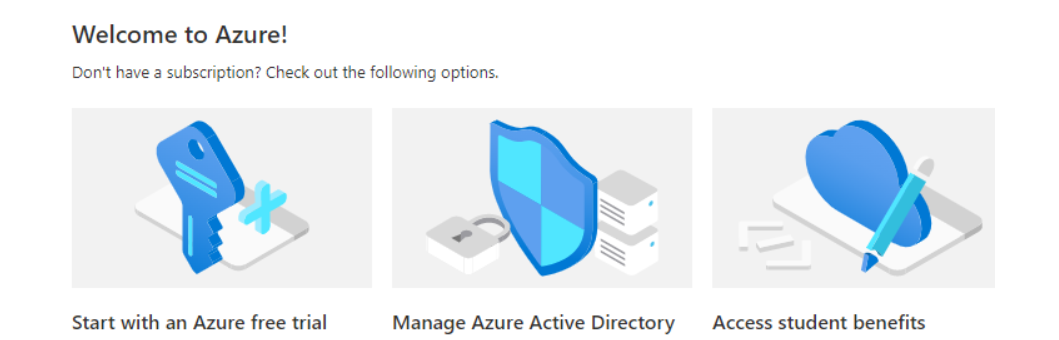 Welcome to Azure!
Don't have a subscription? Check out the following options.
Start with an Azure free trial
Manage Azure Active Directory
Access student benefits